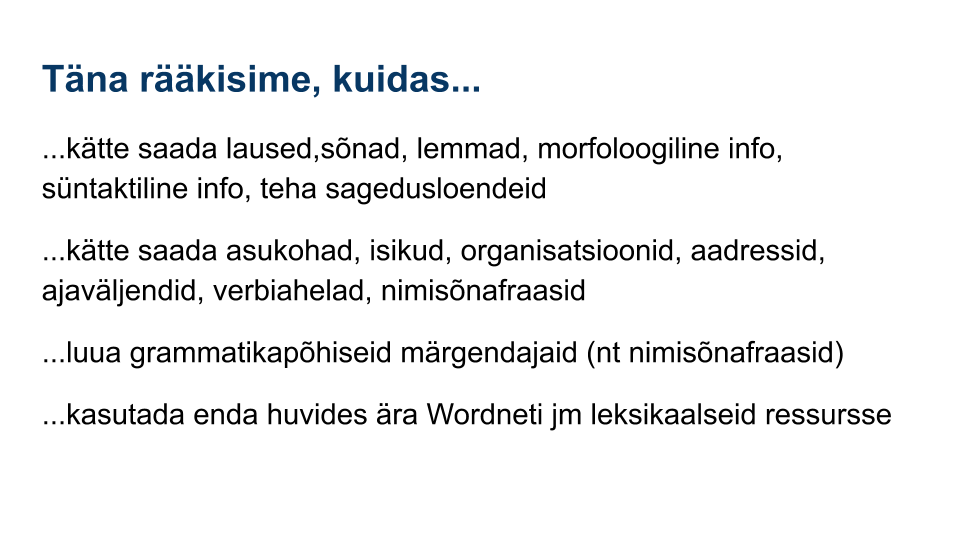 Täna rääkisime, kuidas...
...kätte saada laused,sõnad, lemmad, morfoloogiline info,
süntaktiline info, teha sagedusloendeid
...kätte saada asukohad, isikud, organisatsioonid, aadressid,
ajaväljendid, verbiahelad, nimisõnafraasid
...luua grammatikapõhiseid märgendajaid (nt nimisõnafraasid)
...kasutada enda huvides ära Wordneti jm leksikaalseid ressursse